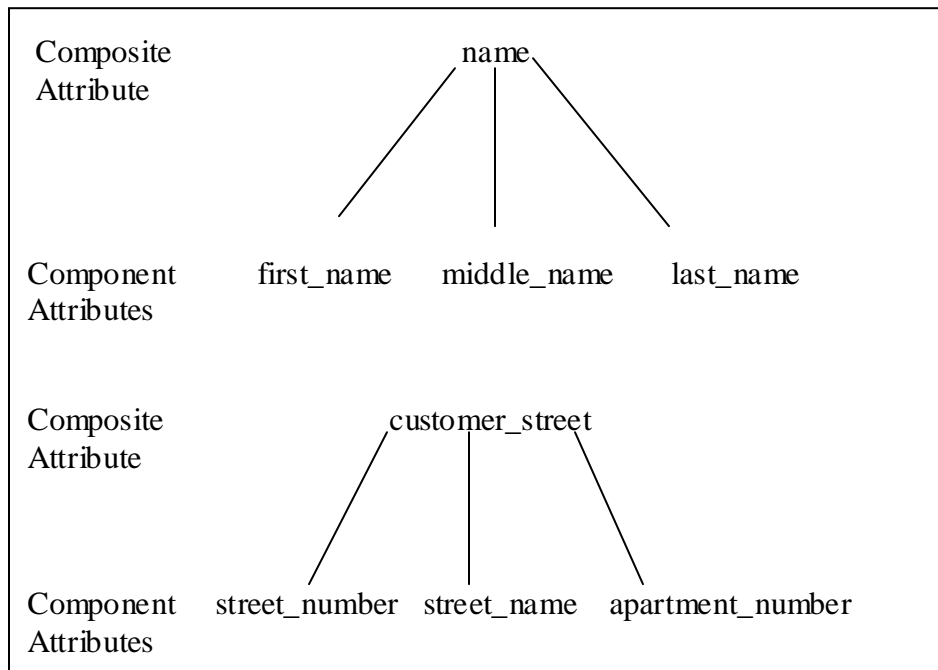 Composite name
Attribute
Component first_name middle_name last_name
Attributes
Composite customer_street
Attribute
Component street_number street_name apartment_number
Attributes